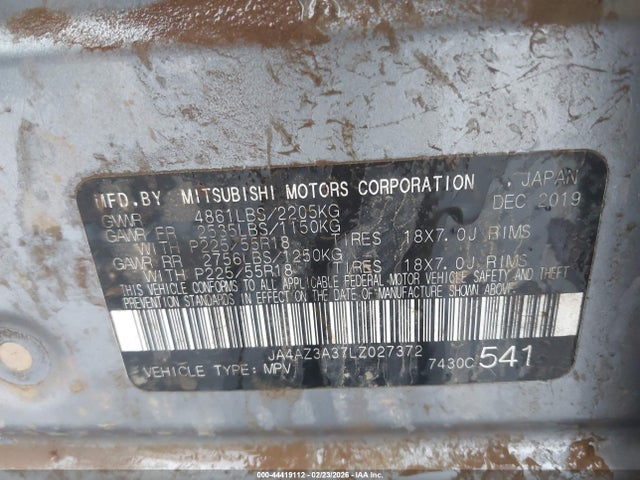 MFD.BY MITSUBISHI MOTORS CORPORATION , JAPAN
GVWR 4861LBS/2205KG DEC 2019
GAWR FR 2535LBS/1150KG
WITH P225/55R18 TIRES 18X7.0J RIMS
GAWR RR 2756LBS/1250KG
WITH P225/55R18 TIRES 18X7.0J RIMS
THIS VEHICLE CONFORMS TO ALL APPLICABLE FEDERAL MOTOR VEHICLE SAFETY AND THEFT
PREVENTION STANDARDS IN EFFECT ON THE DATE OF MANUFACTURE SHOWN ABOVE.
JA4AZ3A37LZ027372
VEHICLE TYPE: MPV 7430C 541
000-44419112 - 02/23/2026 - IAAI.com